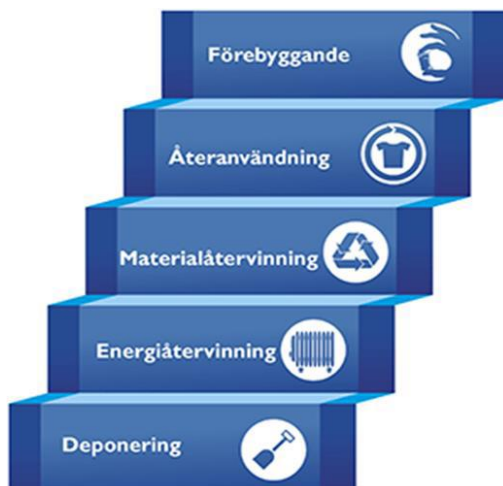 Förebyggande
Återanvändning
Materialåtervinning
Energiåtervinning
Deponering